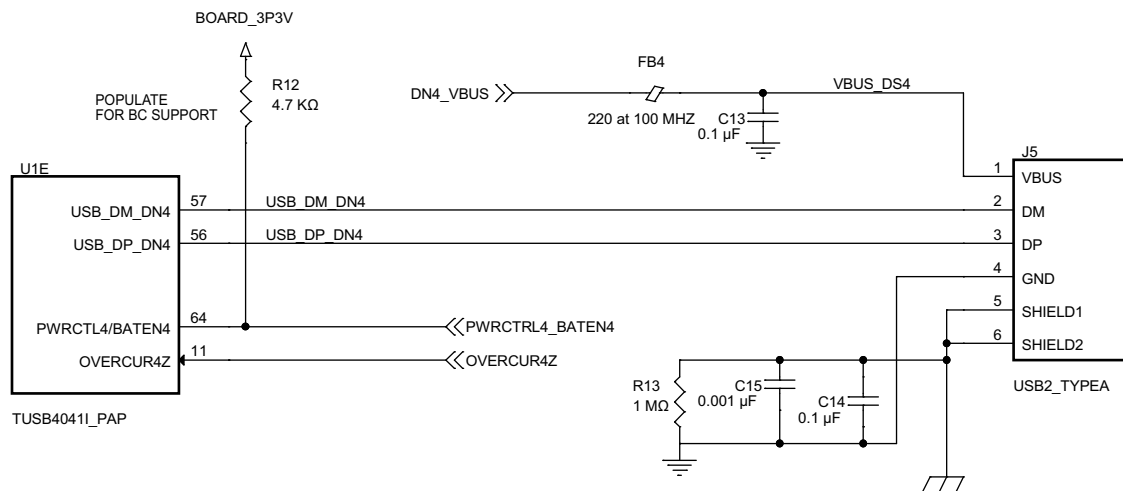 BOARD_3P3V
FB4
R12
4.7 KΩ
DN4_VBUS
VBUS_DS4
POPULATE
FOR BC SUPPORT
220 at 100 MHZ
C13
0.1 µF
U1E
J5
1
VBUS
USB_DM_DN4
57
USB_DM_DN4
2
DM
USB_DP_DN4
56
USB_DP_DN4
3
DP
4
GND
PWRCTL4/BATEN4
64
PWRCTRL4_BATEN4
5
SHIELD1
OVERCUR4Z
11
OVERCUR4Z
6
SHIELD2
R13
1 MΩ
C15
0.001 µF
C14
0.1 µF
USB2_TYPEA
TUSB4041I_PAP